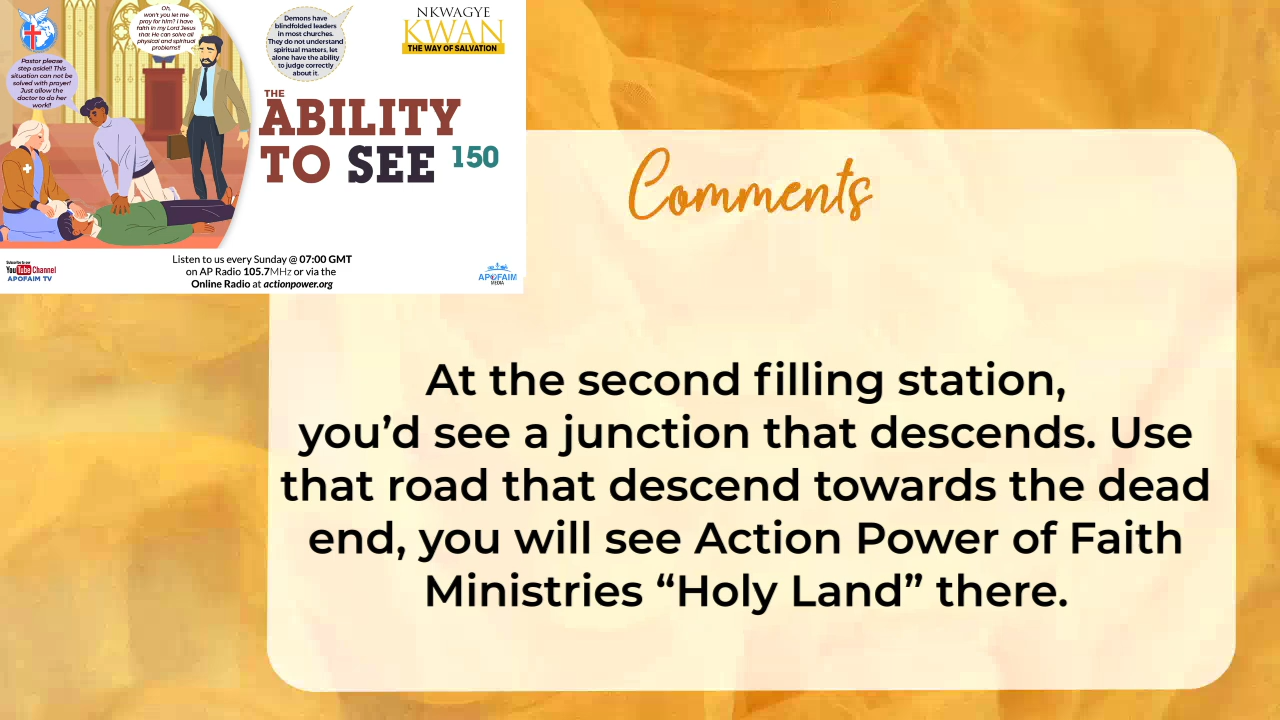 Oh,
won't you let me
pray for him? I have
faith in my Lord Jesus
that He can solve all
physical and spiritual
problems!!
Pastor please
step aside!! This
situation can not be
solved with prayer!
Just allow the
doctor to do her
work!!
Demons have
blindfolded leaders
in most churches.
They do not understand
spiritual matters, let
alone have the ability
to judge correctly
about it.
NKWAGYE
KWAN
THE WAY OF SALVATION
THE
ABILITY
TO SEE 150
Subscribe to our
YouTube Channel
APOFAIM TV
Listen to us every Sunday @ 07:00 GMT
on AP Radio 105.7MHz or via the
Online Radio at actionpower.org
APOFAIM
MEDIA
Comments
At the second filling station,
you’d see a junction that descends. Use
that road that descend towards the dead
end, you will see Action Power of Faith
Ministries “Holy Land” there.